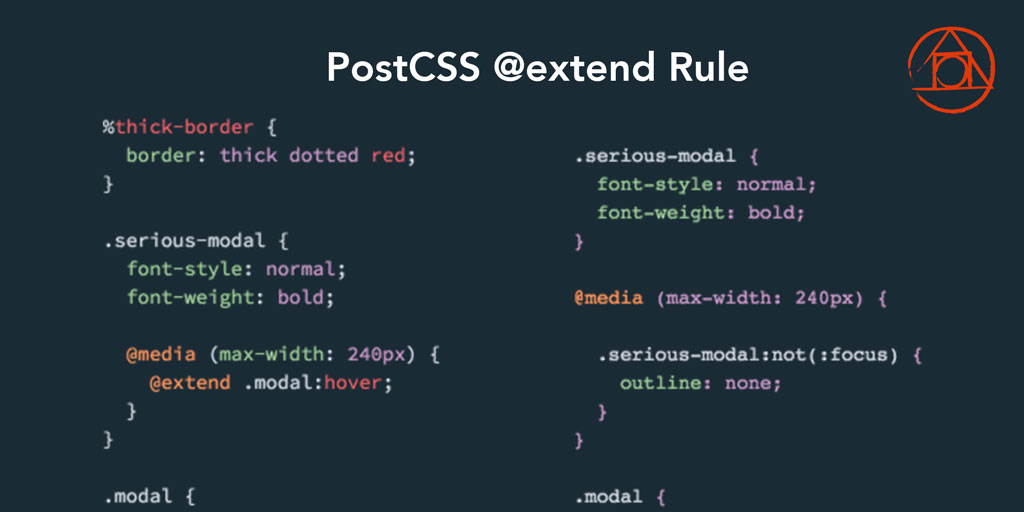 PostCSS @extend Rule
%thick-border {
  border: thick dotted red;
}
.serious-modal {
  font-style: normal;
  font-weight: bold;
  @media (max-width: 240px) {
    @extend .modal:hover;
  }
}
.modal {
.serious-modal {
  font-style: normal;
  font-weight: bold;
}
@media (max-width: 240px) {
  .serious-modal:not(:focus) {
    outline: none;
  }
}
.modal {